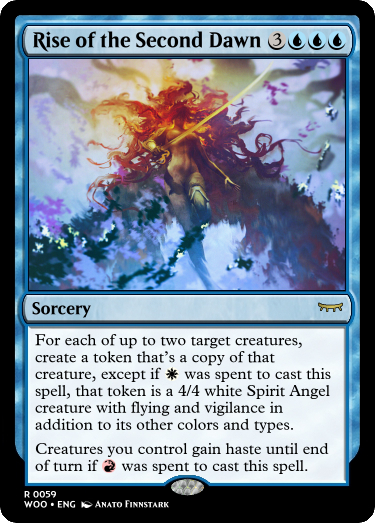 Rise of the Second Dawn 3
Sorcery
For each of up to two target creatures,
create a token that's a copy of that
creature, except if was spent to cast this
spell, that token is a 4/4 white Spirit Angel
creature with flying and vigilance in
addition to its other colors and types.
Creatures you control gain haste until end
of turn if was spent to cast this spell.
R 0059
WOO • ENG Anato Finnstark